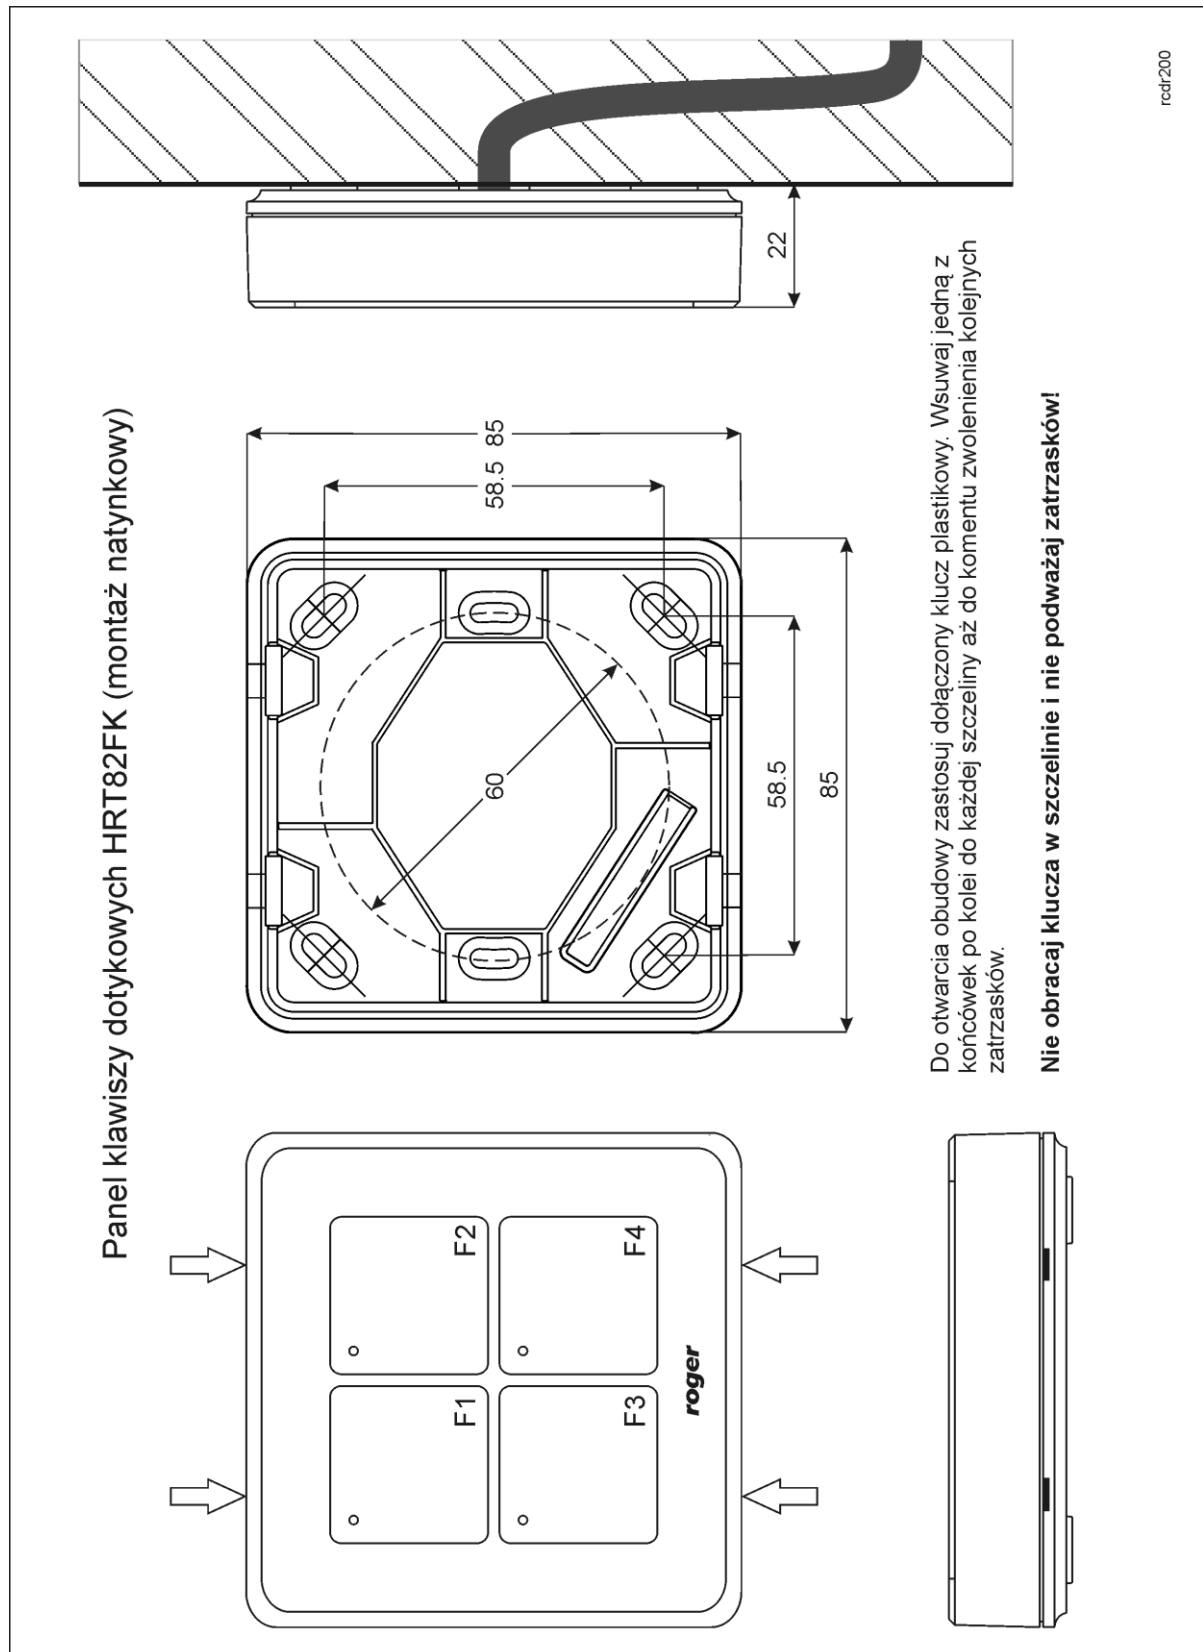 Panel klawiszy dotykowych HRT82FK (montaż natynkowy)
F1
F2
F3
F4
roger
60
58.5
85
58.5
85
22
Do otwarcia obudowy zastosuj dołączony klucz plastikowy. Wsuwaj jedną z
końcówek po kolei do każdej szczeliny aż do komentu zwolenienia kolejnych
zatrzasków.
Nie obracaj klucza w szczelinie i nie podważaj zatrzasków!
rcdr200